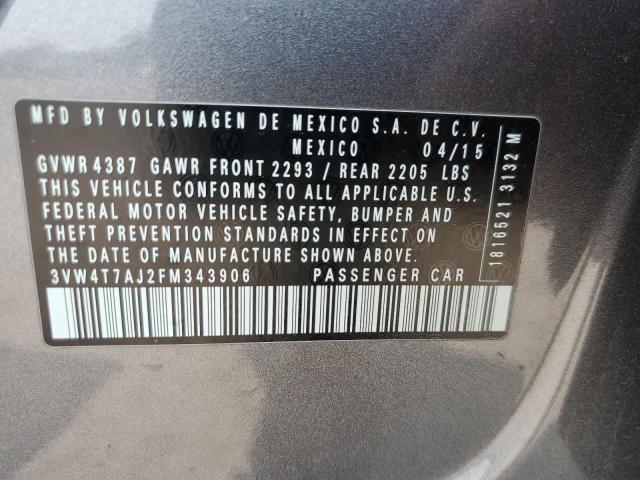 MFD BY VOLKSWAGEN DE MEXICO S.A. DE C.V.
MEXICO 04/15
GVWR 4387 GAWR FRONT 2293 / REAR 2205 LBS
THIS VEHICLE CONFORMS TO ALL APPLICABLE U.S.
FEDERAL MOTOR VEHICLE SAFETY, BUMPER AND
THEFT PREVENTION STANDARDS IN EFFECT ON
THE DATE OF MANUFACTURE SHOWN ABOVE.
3VW4T7AJ2FM343906 PASSENGER CAR
1816521 3132 M